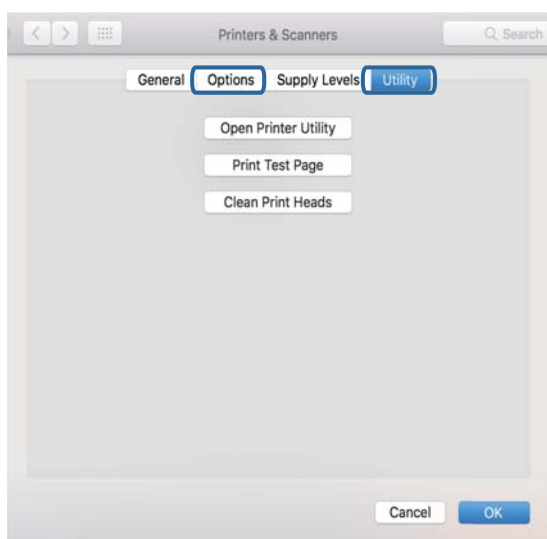 Printers & Scanners Search
General Options Supply Levels Utility
Open Printer Utility
Print Test Page
Clean Print Heads
Cancel OK